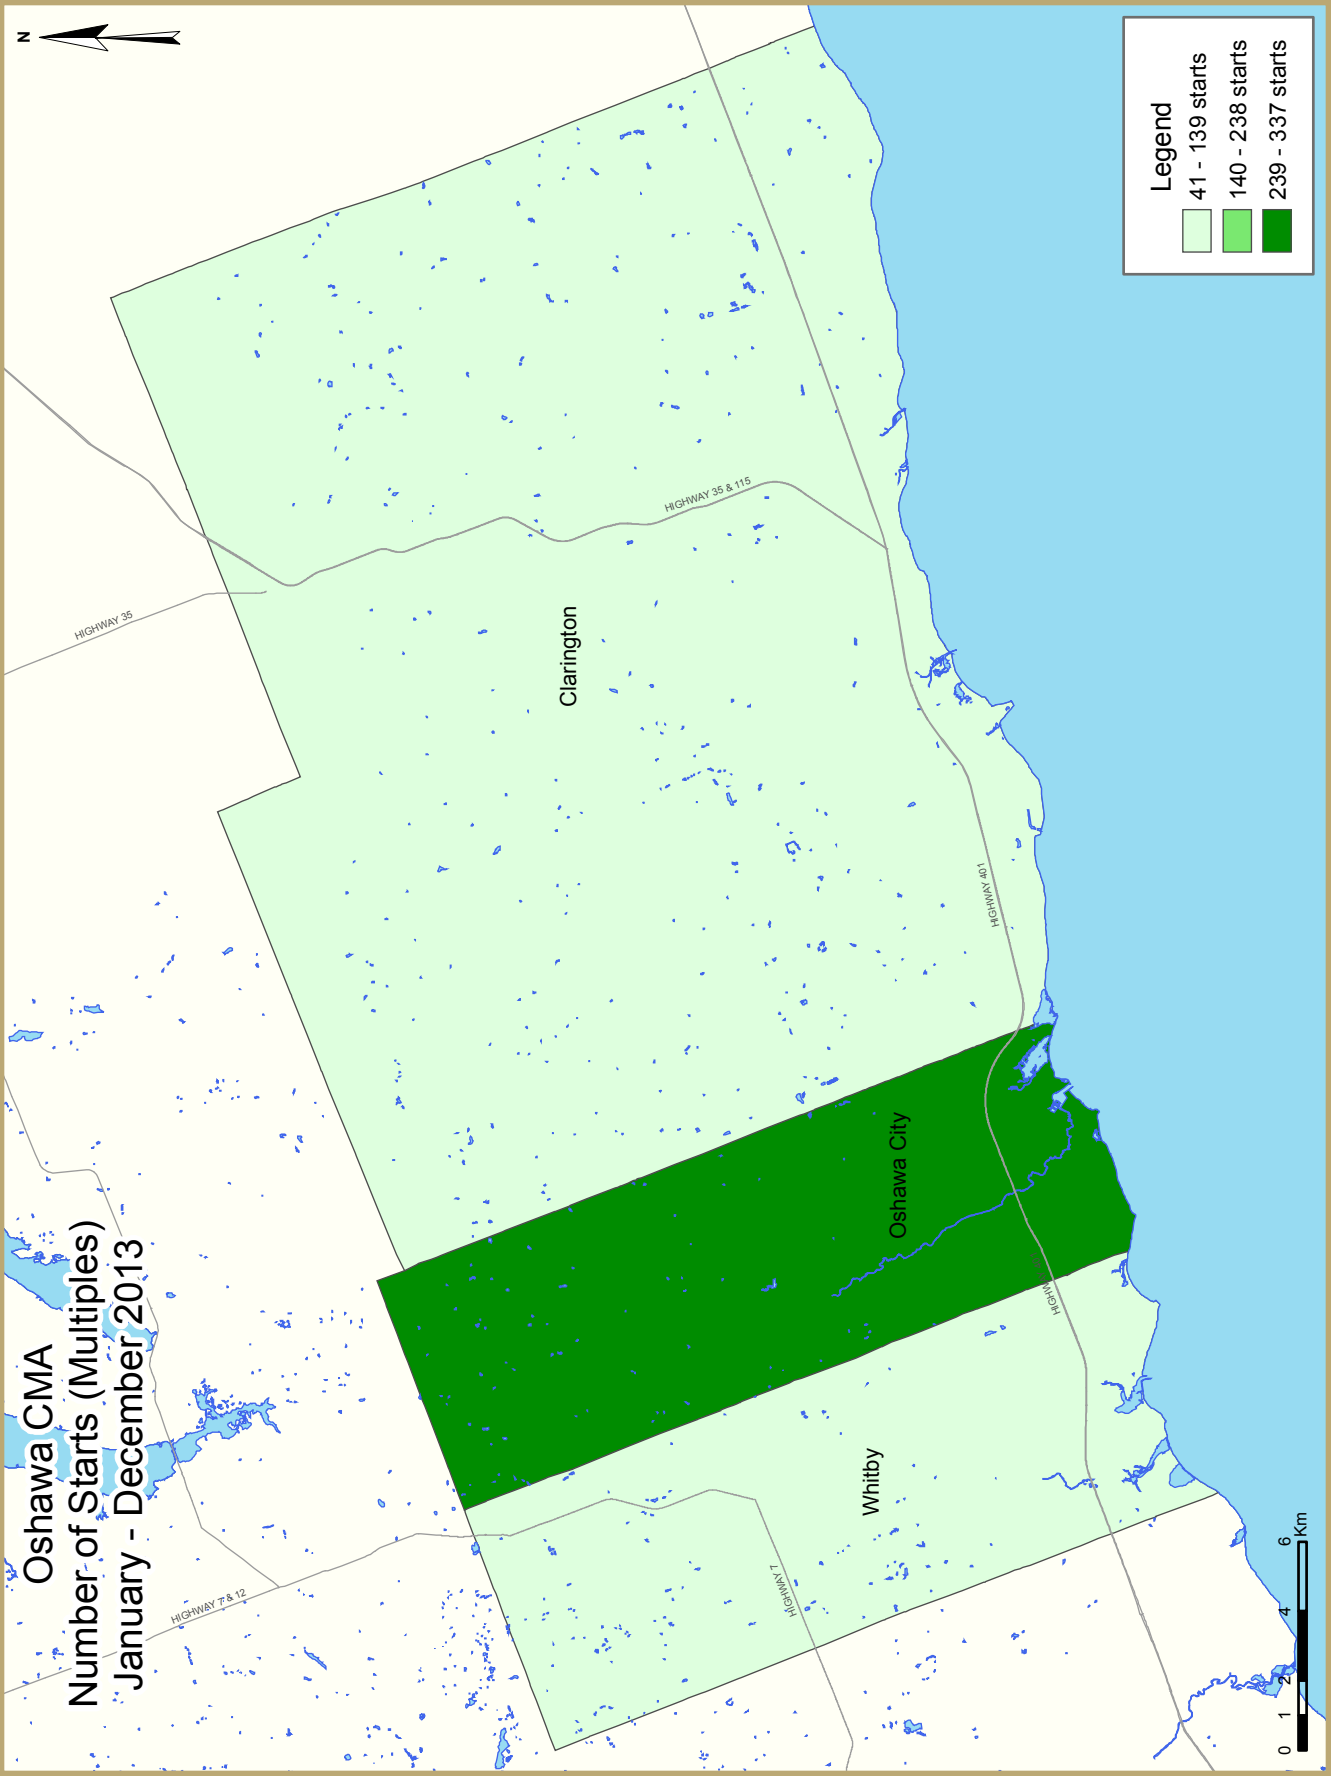 Oshawa CMA
Number of Starts (Multiples)
January - December 2013
N
HIGHWAY 7 & 12
HIGHWAY 35
HIGHWAY 35 & 115
Clarington
HIGHWAY 401
Oshawa City
Whitby
HIGHWAY 7
Legend
41 - 139 starts
140 - 238 starts
239 - 337 starts
0 1 2 4 6
Km